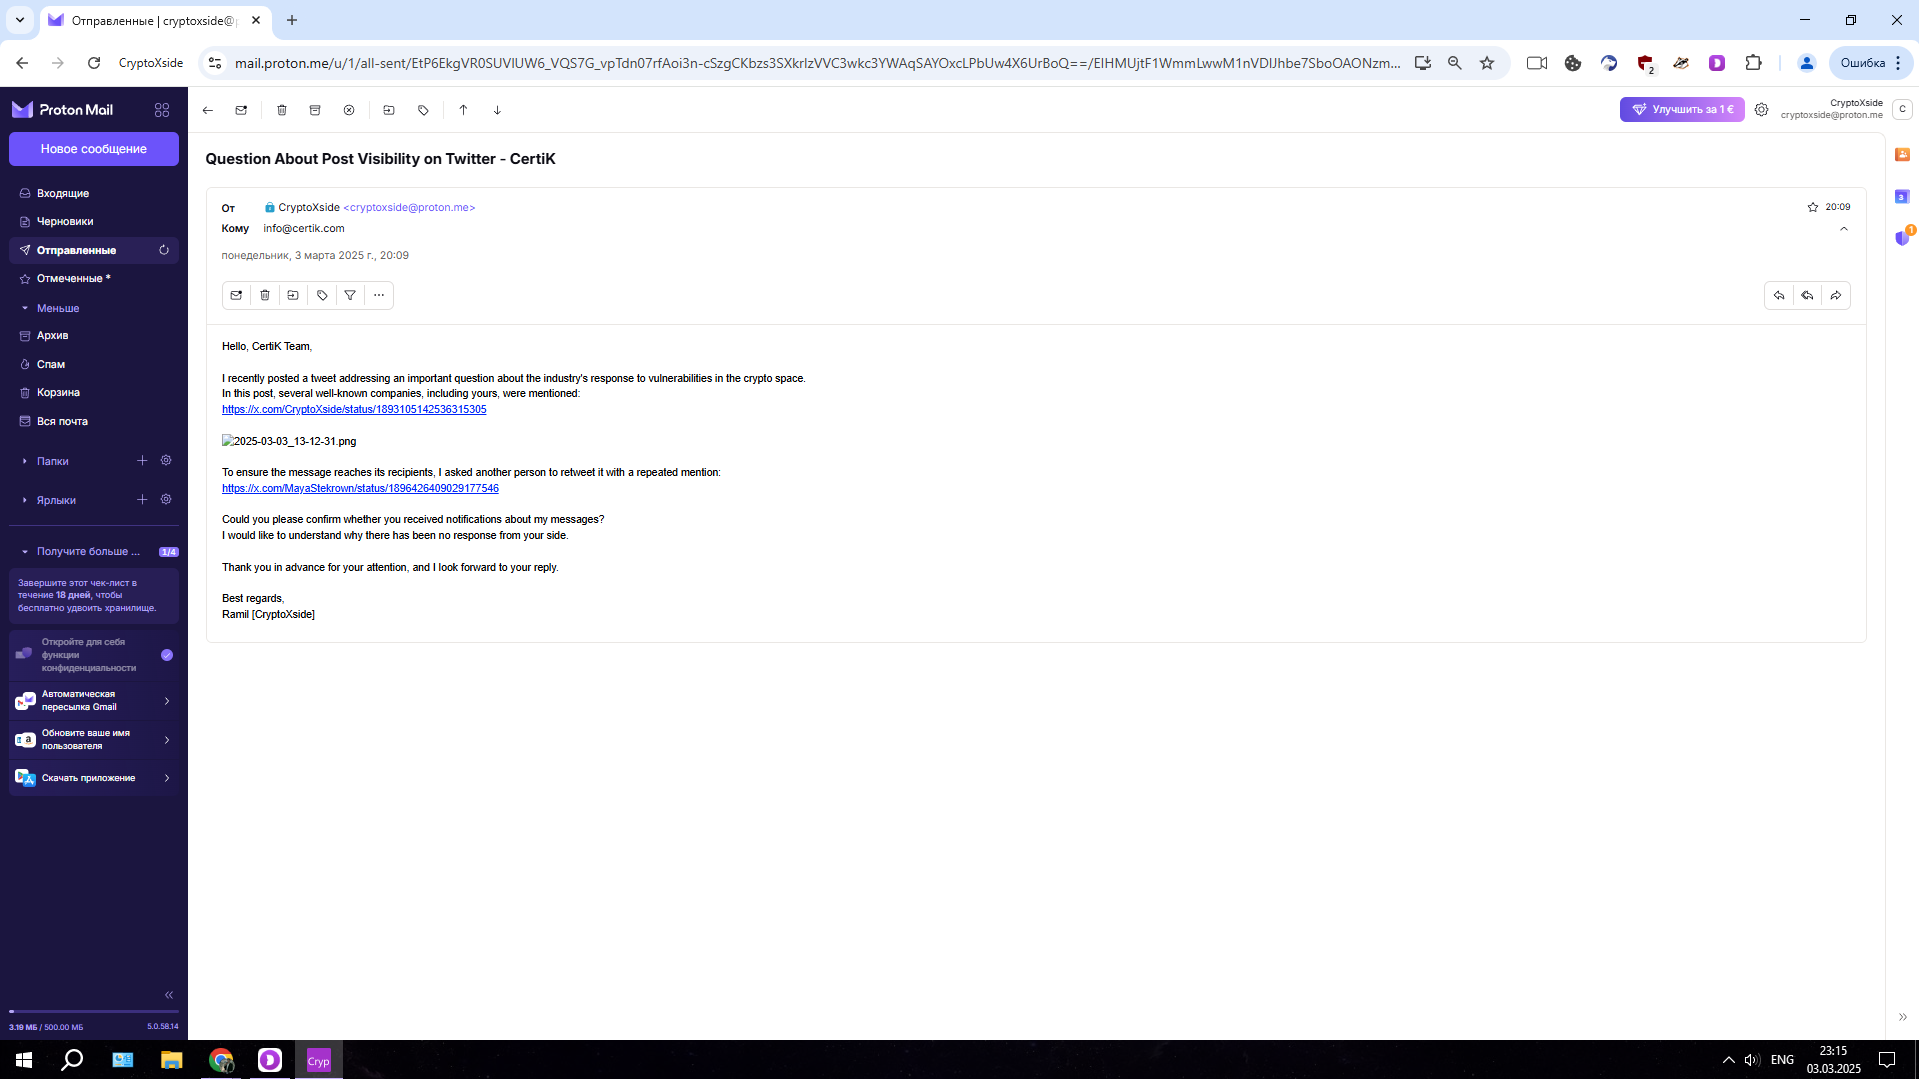 Отправленные | cryptoxside@p
CryptoXside
mail.proton.me/u/1/all-sent/
Ошибка
Proton Mail
Улучшить за 1 €
CryptoXside
cryptoxside@proton.me
C
Новое сообщение
Входящие
Черновики
Отправленные
Отмеченные *
Меньше
Архив
Спам
Корзина
Вся почта
Папки
Ярлыки
Получите больше ...
1/4
Завершите этот чек-лист в
течение 18 дней, чтобы
бесплатно удвоить хранилище.
Откройте для себя
функции
конфиденциальности
Автоматическая
пересылка Gmail
Обновите ваше имя
пользователя
Скачать приложение
3.19 МБ / 500.00 МБ
5.0.58.14
Question About Post Visibility on Twitter - CertiK
От CryptoXside <cryptoxside@proton.me>
20:09
Кому info@certik.com
понедельник, 3 марта 2025 г., 20:09
Hello, CertiK Team,
I recently posted a tweet addressing an important question about the industry's response to vulnerabilities in the crypto space.
In this post, several well-known companies, including yours, were mentioned:
https://x.com/CryptoXside/status/1893105142536315305
2025-03-03_13-12-31.png
To ensure the message reaches its recipients, I asked another person to retweet it with a repeated mention:
https://x.com/MayaStekrown/status/1896426409029177546
Could you please confirm whether you received notifications about my messages?
I would like to understand why there has been no response from your side.
Thank you in advance for your attention, and I look forward to your reply.
Best regards,
Ramil [CryptoXside]
2
3
1
Cryp
ENG
23:15
03.03.2025